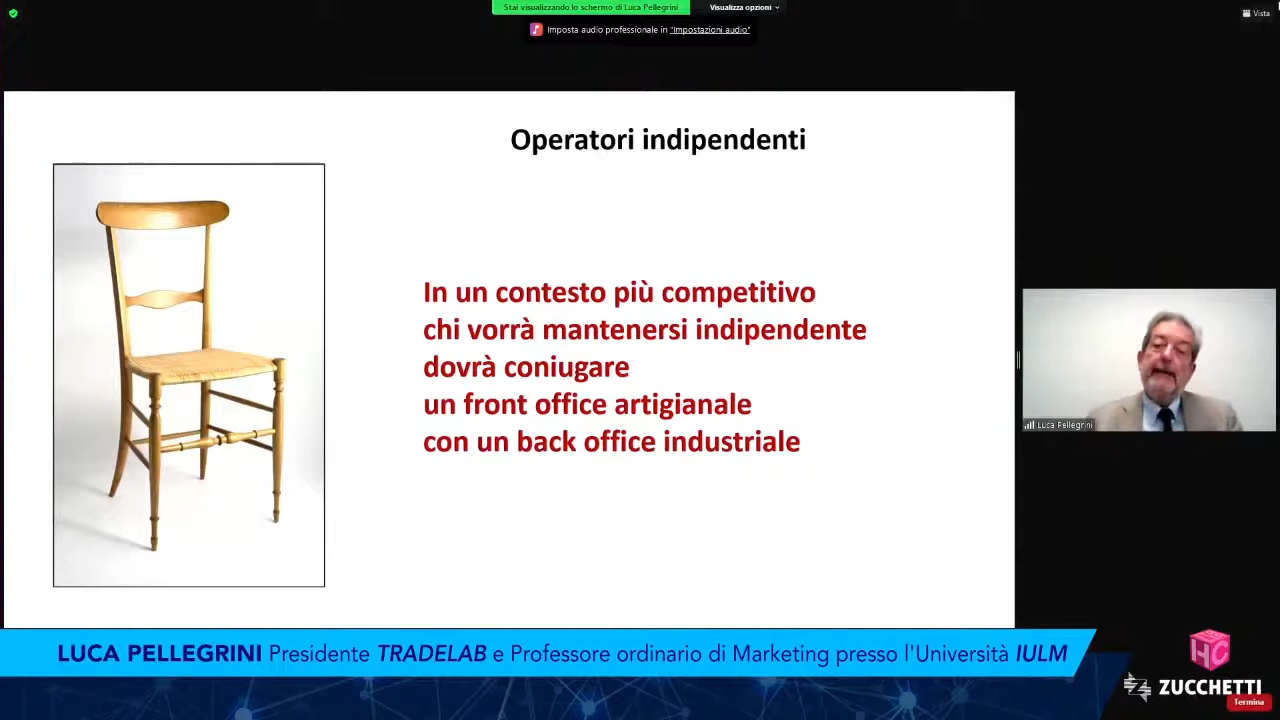 Stai visualizzando lo schermo di Luca Pellegrini
Visualizza opzioni
Vista
Imposta audio professionale in "Impostazioni audio"
Operatori indipendenti
In un contesto più competitivo
chi vorrà mantenersi indipendente
dovrà coniugare
un front office artigianale
con un back office industriale
Luca Pellegrini
LUCA PELLEGRINI Presidente TRADELAB e Professore ordinario di Marketing presso l'Università IULM
HC
ZUCCHETTI
Termina